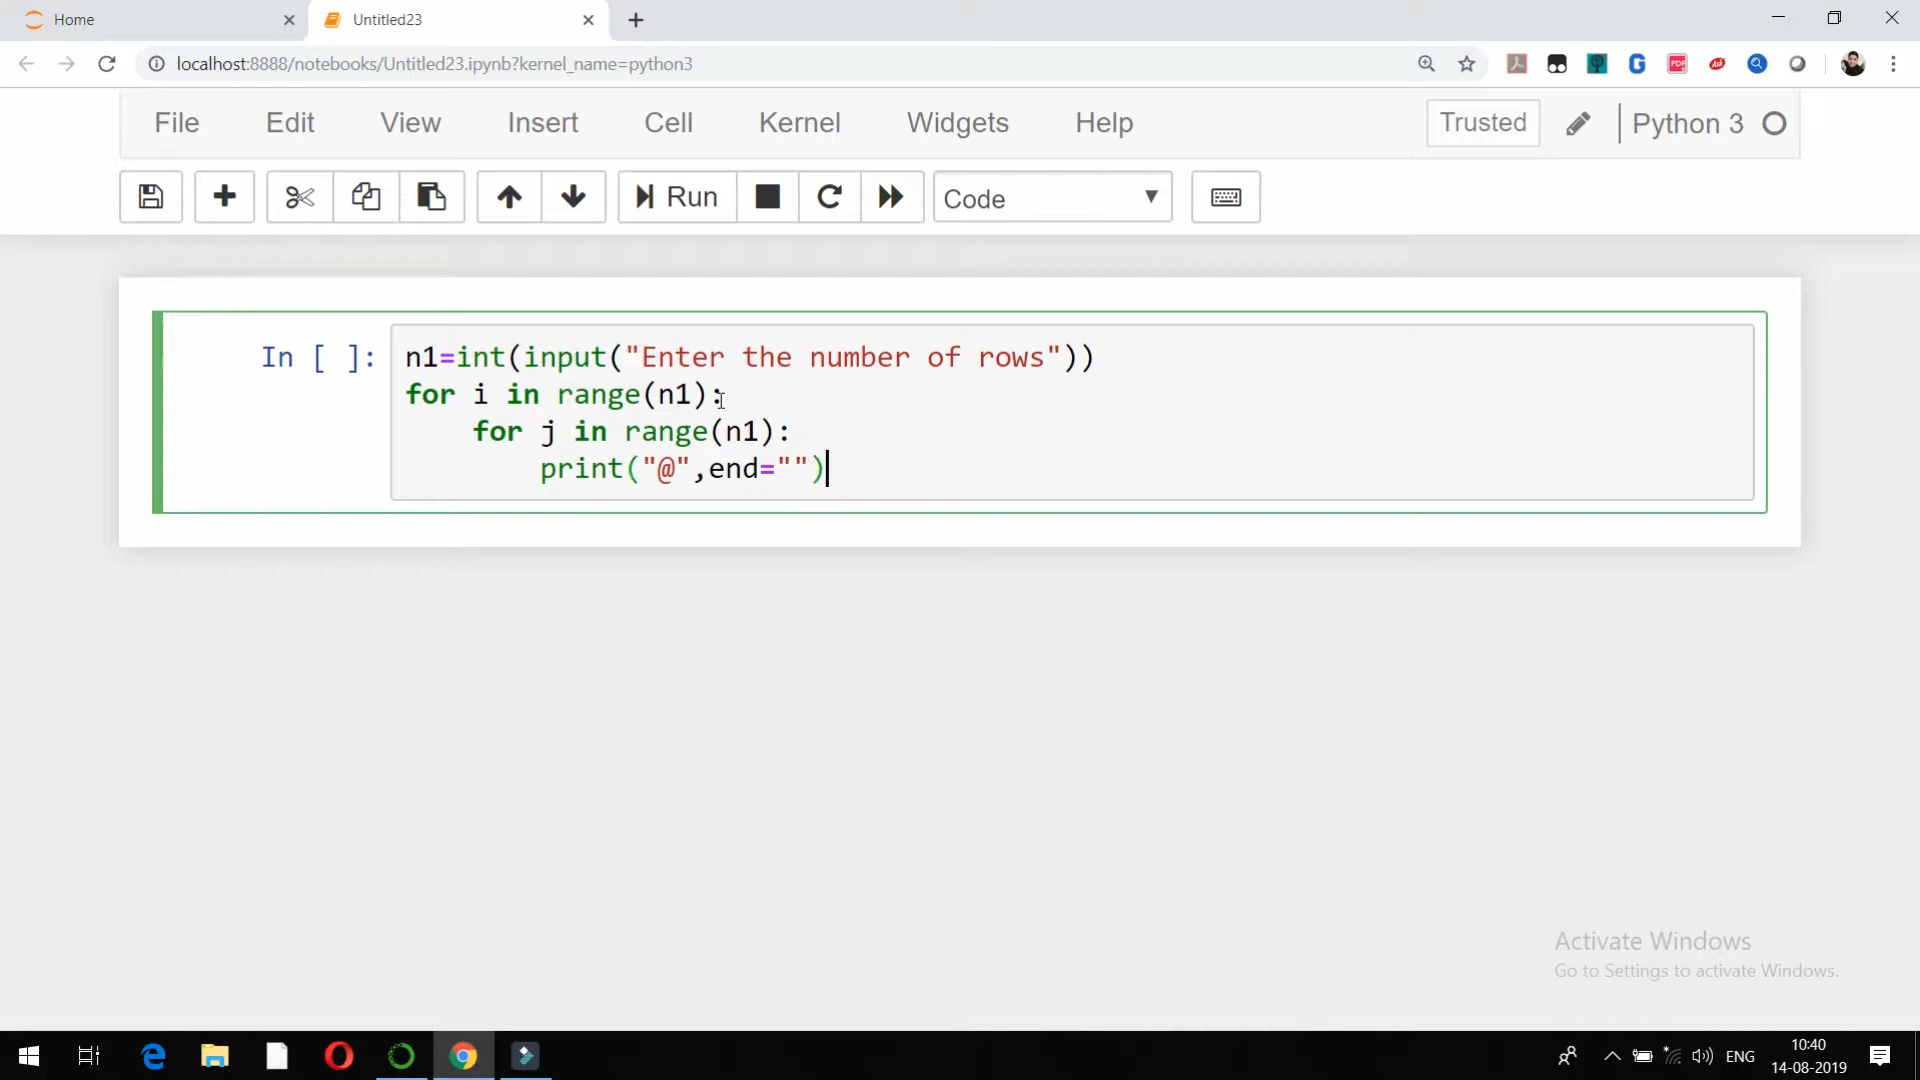 Home
Untitled23
localhost:8888/notebooks/Untitled23.ipynb?kernel_name=python3
File Edit View Insert Cell Kernel Widgets Help Trusted Python 3
Run Code
In [ ]: n1=int(input("Enter the number of rows"))
for i in range(n1):
    for j in range(n1):
        print("@",end="")
Activate Windows
Go to Settings to activate Windows.
ENG
10:40
14-08-2019